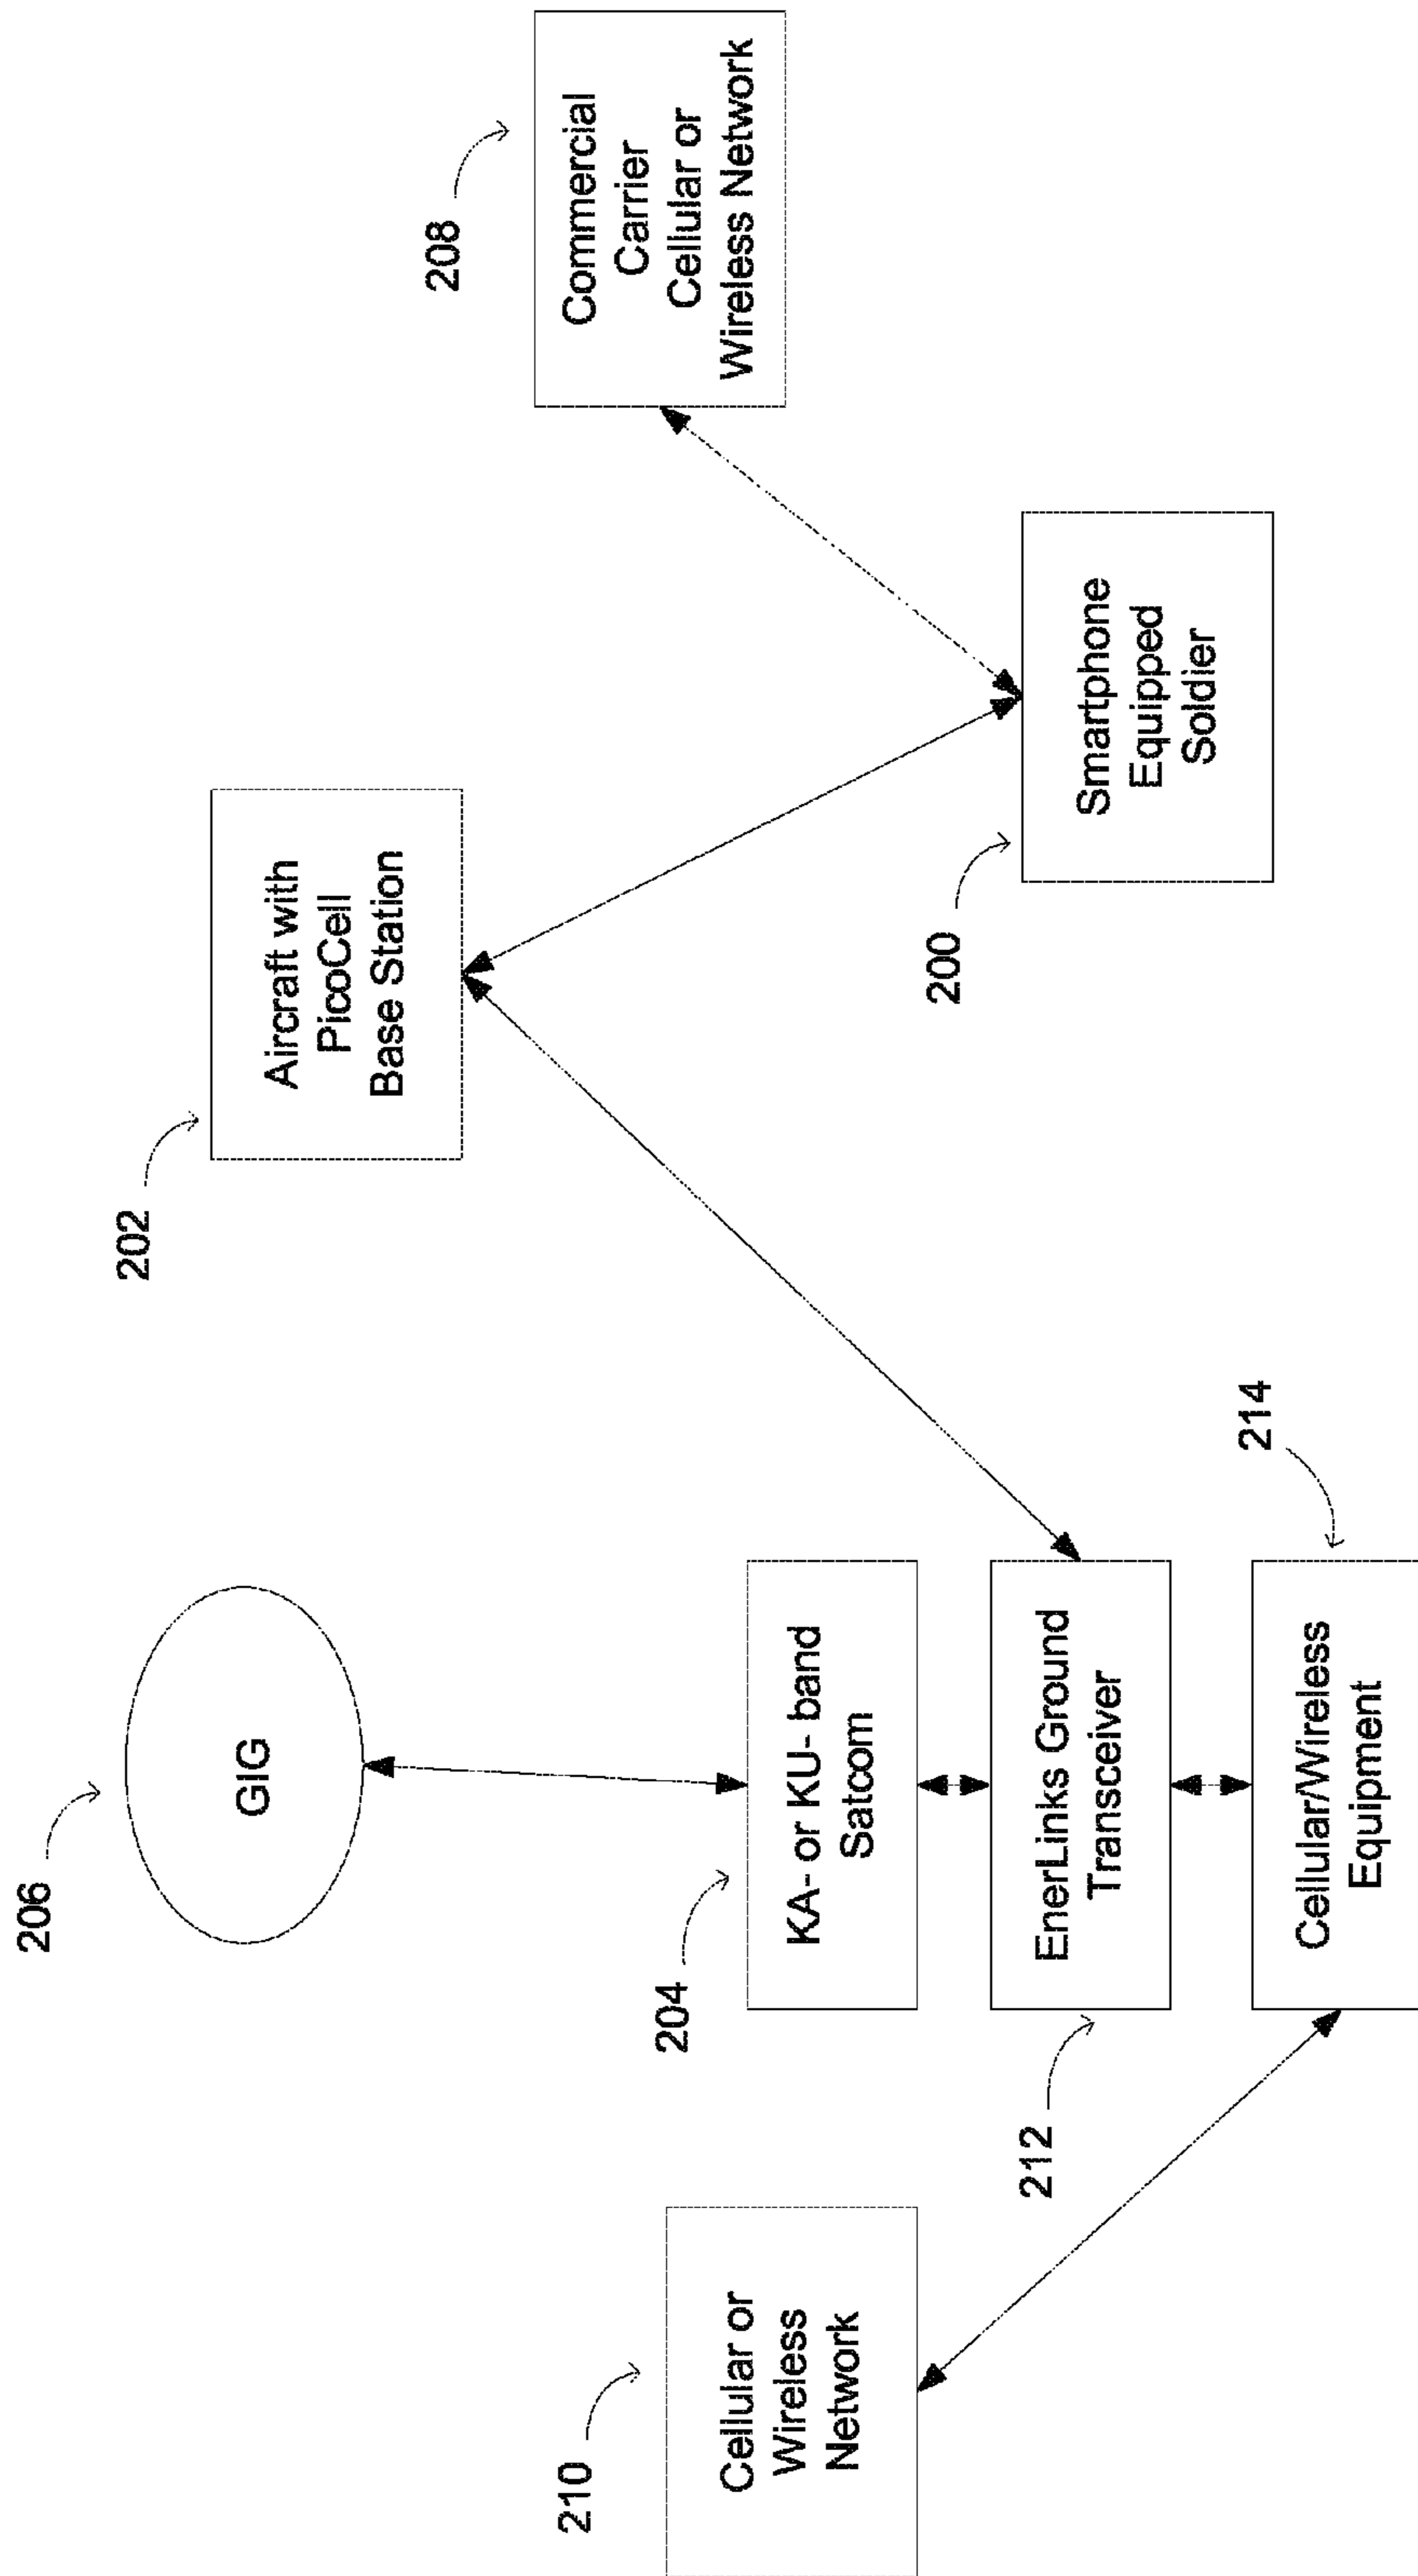 206
GIG
202
Aircraft with
PicoCell
Base Station
208
Commercial
Carrier
Cellular or
Wireless Network
210
Cellular or
Wireless
Network
204
KA- or KU- band
Satcom
212
EnerLinks Ground
Transceiver
214
Cellular/Wireless
Equipment
200
Smartphone
Equipped
Soldier